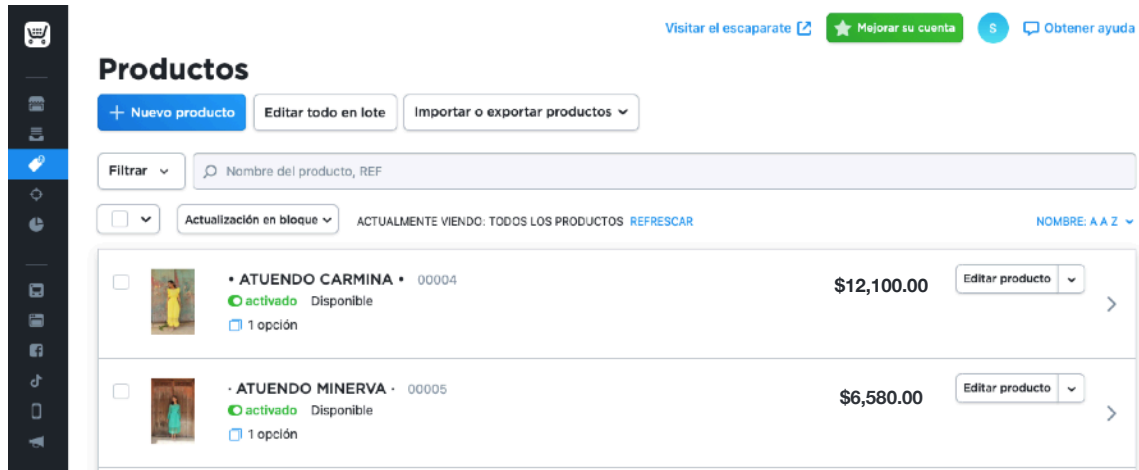 Visitar el escaparate
Mejorar su cuenta
S
Obtener ayuda
Productos
+ Nuevo producto
Editar todo en lote
Importar o exportar productos
Filtrar
Nombre del producto, REF
Actualización en bloque
ACTUALMENTE VIENDO: TODOS LOS PRODUCTOS REFRESCAR
NOMBRE: A A Z
• ATUENDO CARMINA • 00004
activado Disponible
1 opción
$12,100.00
Editar producto
· ATUENDO MINERVA · 00005
activado Disponible
1 opción
$6,580.00
Editar producto